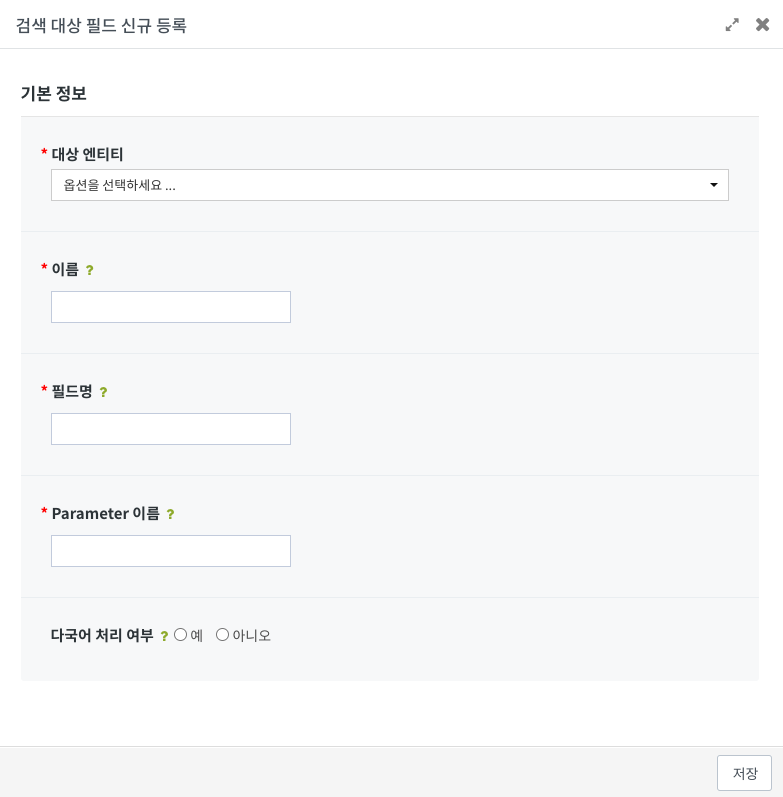 검색 대상 필드 신규 등록
기본 정보
* 대상 엔티티
옵션을 선택하세요 ...
* 이름 ?
* 필드명 ?
* Parameter 이름 ?
다국어 처리 여부 ? 예 아니오
저장